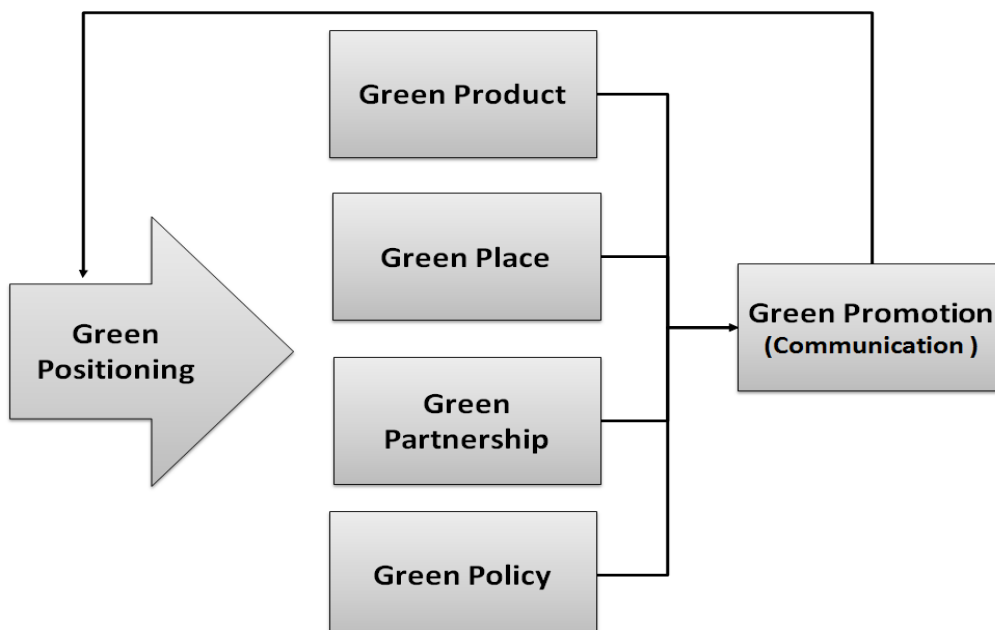 Green Product
Green Place
Green
Positioning
Green Promotion
(Communication )
Green
Partnership
Green Policy